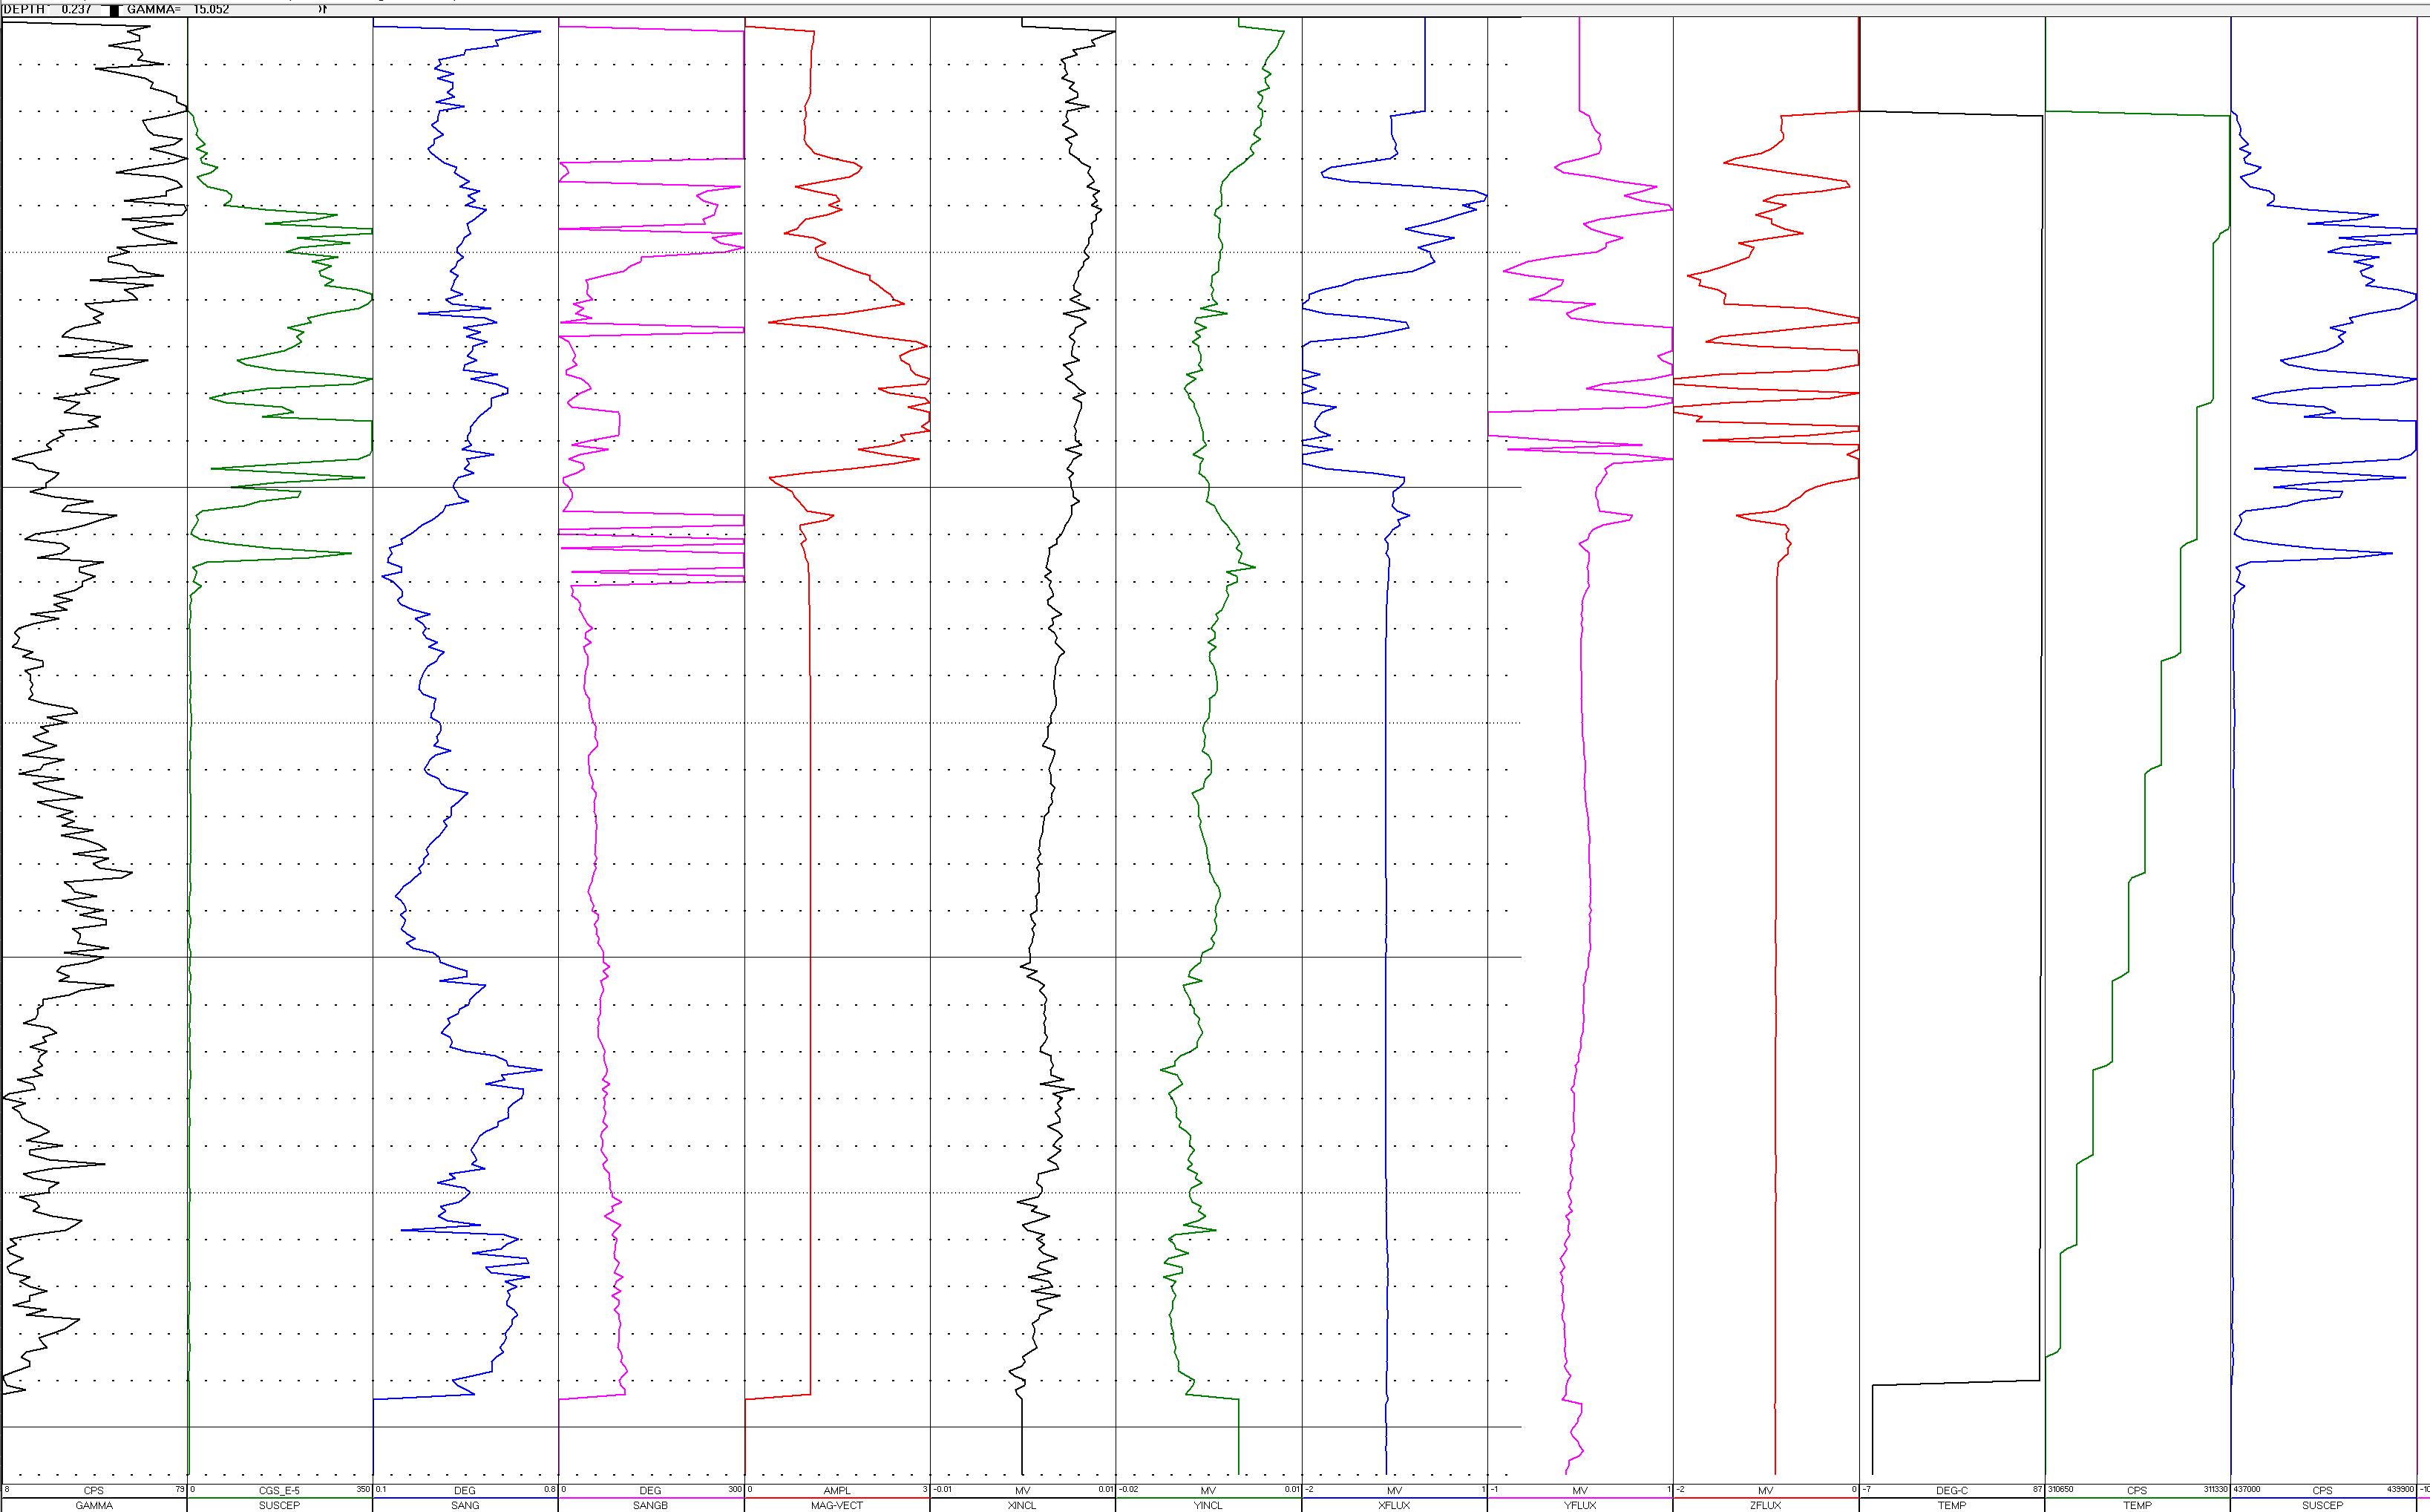 DEPTH 0.237 GAMMA= 15.052
8 CPS 79 0 CGS_E-5 350 0.1 DEG 0.8 0 DEG 300 0 AMPL 3 -0.01 MV 0.01 -0.02 MV 0.01 -2 MV 1 -1 MV 1 -2 MV 0 -7 DEG-C 87 310650 CPS 311330 437000 CPS 439900
GAMMA SUSCEP SANG SANGB MAG-VECT XINCL YINCL XFLUX YFLUX ZFLUX TEMP TEMP SUSCEP